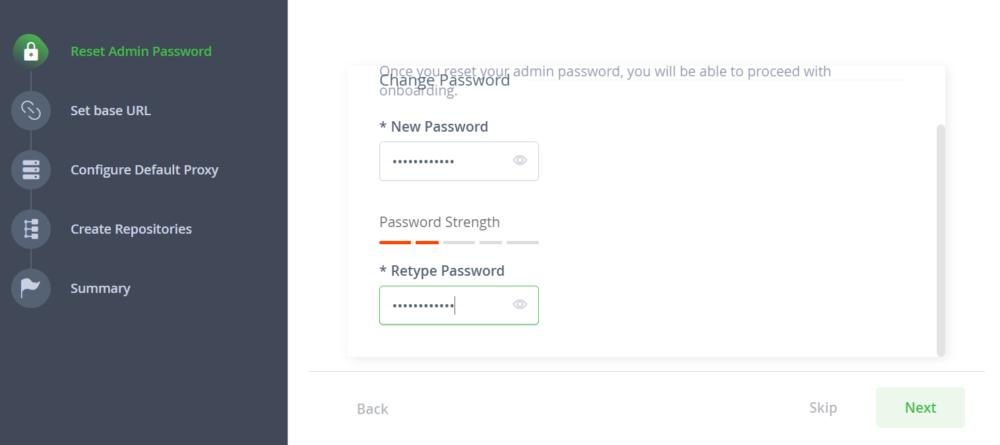 Reset Admin Password
Set base URL
Configure Default Proxy
Create Repositories
Summary
Once you reset your admin password, you will be able to proceed with
onboarding.
Change Password
* New Password
••••••••••••
Password Strength
* Retype Password
••••••••••••
Back
Skip
Next